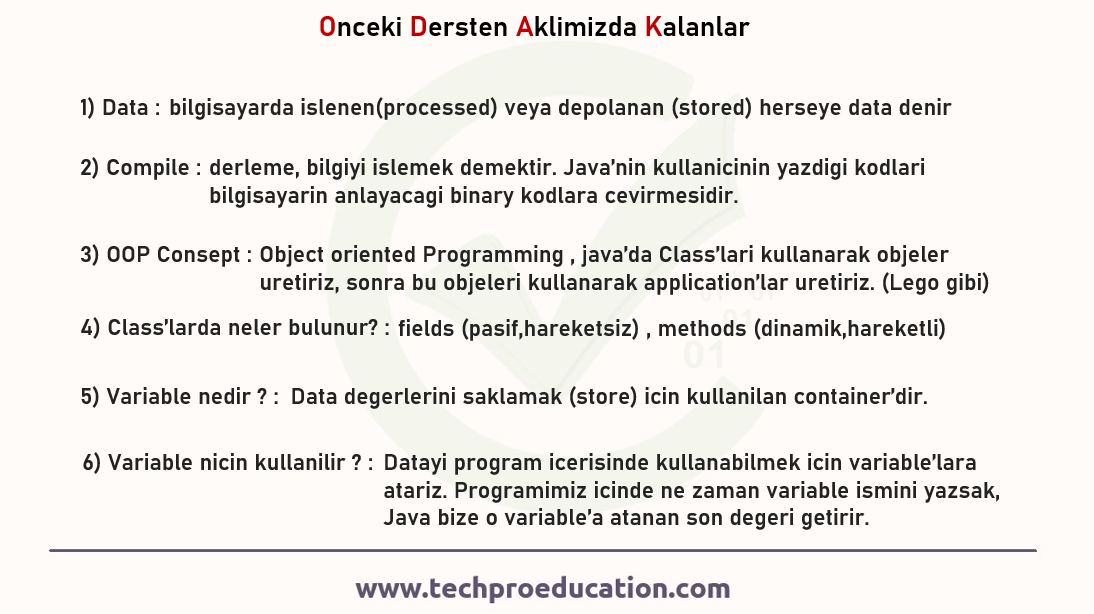 Onceki Dersten Aklimizda Kalanlar
1) Data : bilgisayarda islenen(processed) veya depolanan (stored) herseye data denir
2) Compile : derleme, bilgiyi islemek demektir. Java’nin kullanicinin yazdigi kodlari
bilgisayarin anlayacagi binary kodlara cevirmesidir.
3) OOP Consept : Object oriented Programming , java’da Class’lari kullanarak objeler
uretiriz, sonra bu objeleri kullanarak application’lar uretiriz. (Lego gibi)
01 01
4) Class’larda neler bulunur? : fields (pasif,hareketsiz) , methods (dinamik,hareketli)
01
01
5) Variable nedir ? : Data degerlerini saklamak (store) icin kullanilan container’dir.
6) Variable nicin kullanilir ? : Datayi program icerisinde kullanabilmek icin variable’lara
atariz. Programimiz icinde ne zaman variable ismini yazsak,
Java bize o variable’a atanan son degeri getirir.
www.techproeducation.com